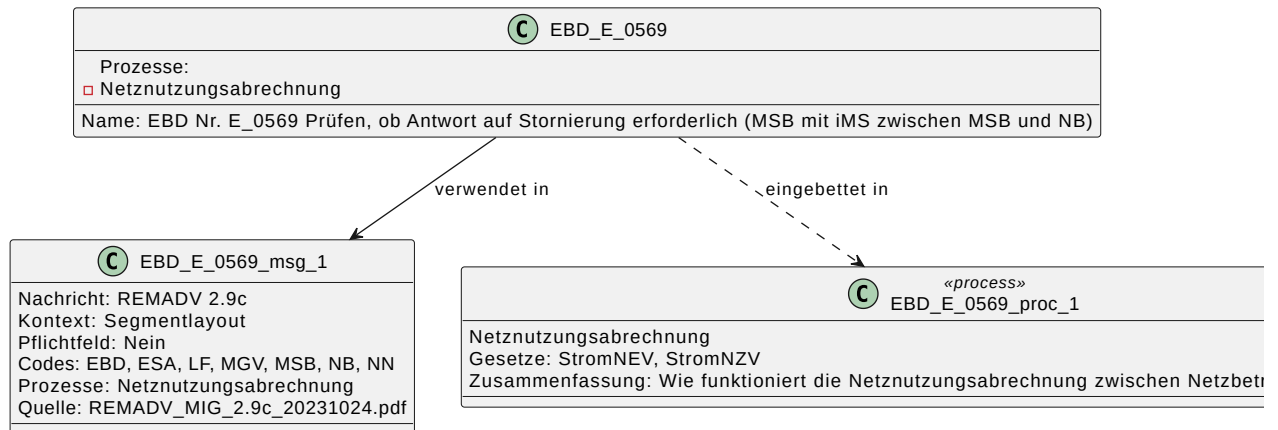 C EBD_E_0569
Prozesse:
Netznutzungsabrechnung
Name: EBD Nr. E_0569 Prüfen, ob Antwort auf Stornierung erforderlich (MSB mit iMS zwischen MSB und NB)
verwendet in
eingebettet in
C EBD_E_0569_msg_1
Nachricht: REMADV 2.9c
Kontext: Segmentlayout
Pflichtfeld: Nein
Codes: EBD, ESA, LF, MGV, MSB, NB, NN
Prozesse: Netznutzungsabrechnung
Quelle: REMADV_MIG_2.9c_20231024.pdf
C «process»
EBD_E_0569_proc_1
Netznutzungsabrechnung
Gesetze: StromNEV, StromNZV
Zusammenfassung: Wie funktioniert die Netznutzungsabrechnung zwischen